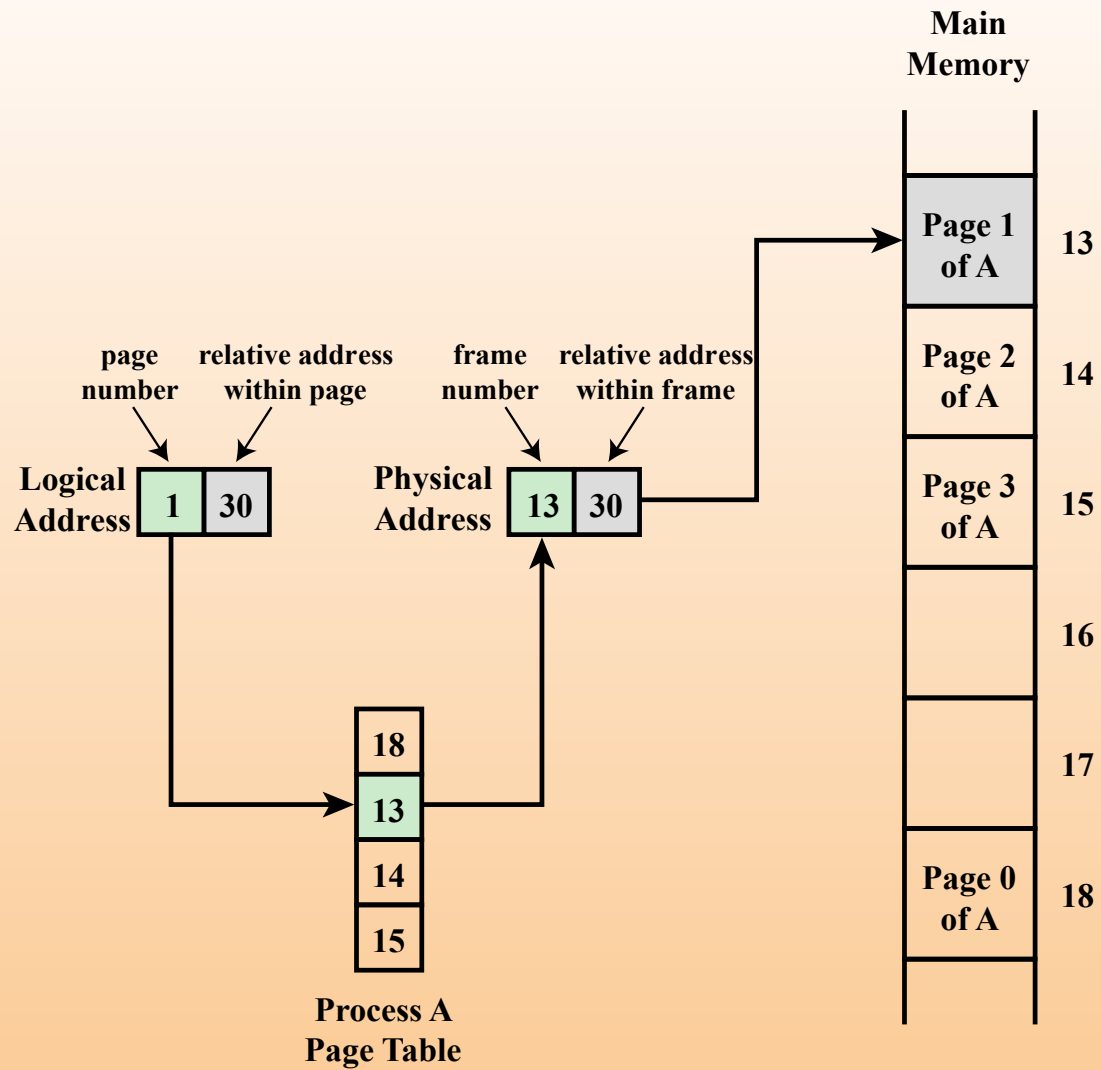 Main
Memory
Page 1
of A
13
Page 2
of A
14
Page 3
of A
15
16
17
Page 0
of A
18
page
number
relative address
within page
frame
number
relative address
within frame
Logical
Address
1
30
Physical
Address
13
30
18
13
14
15
Process A
Page Table